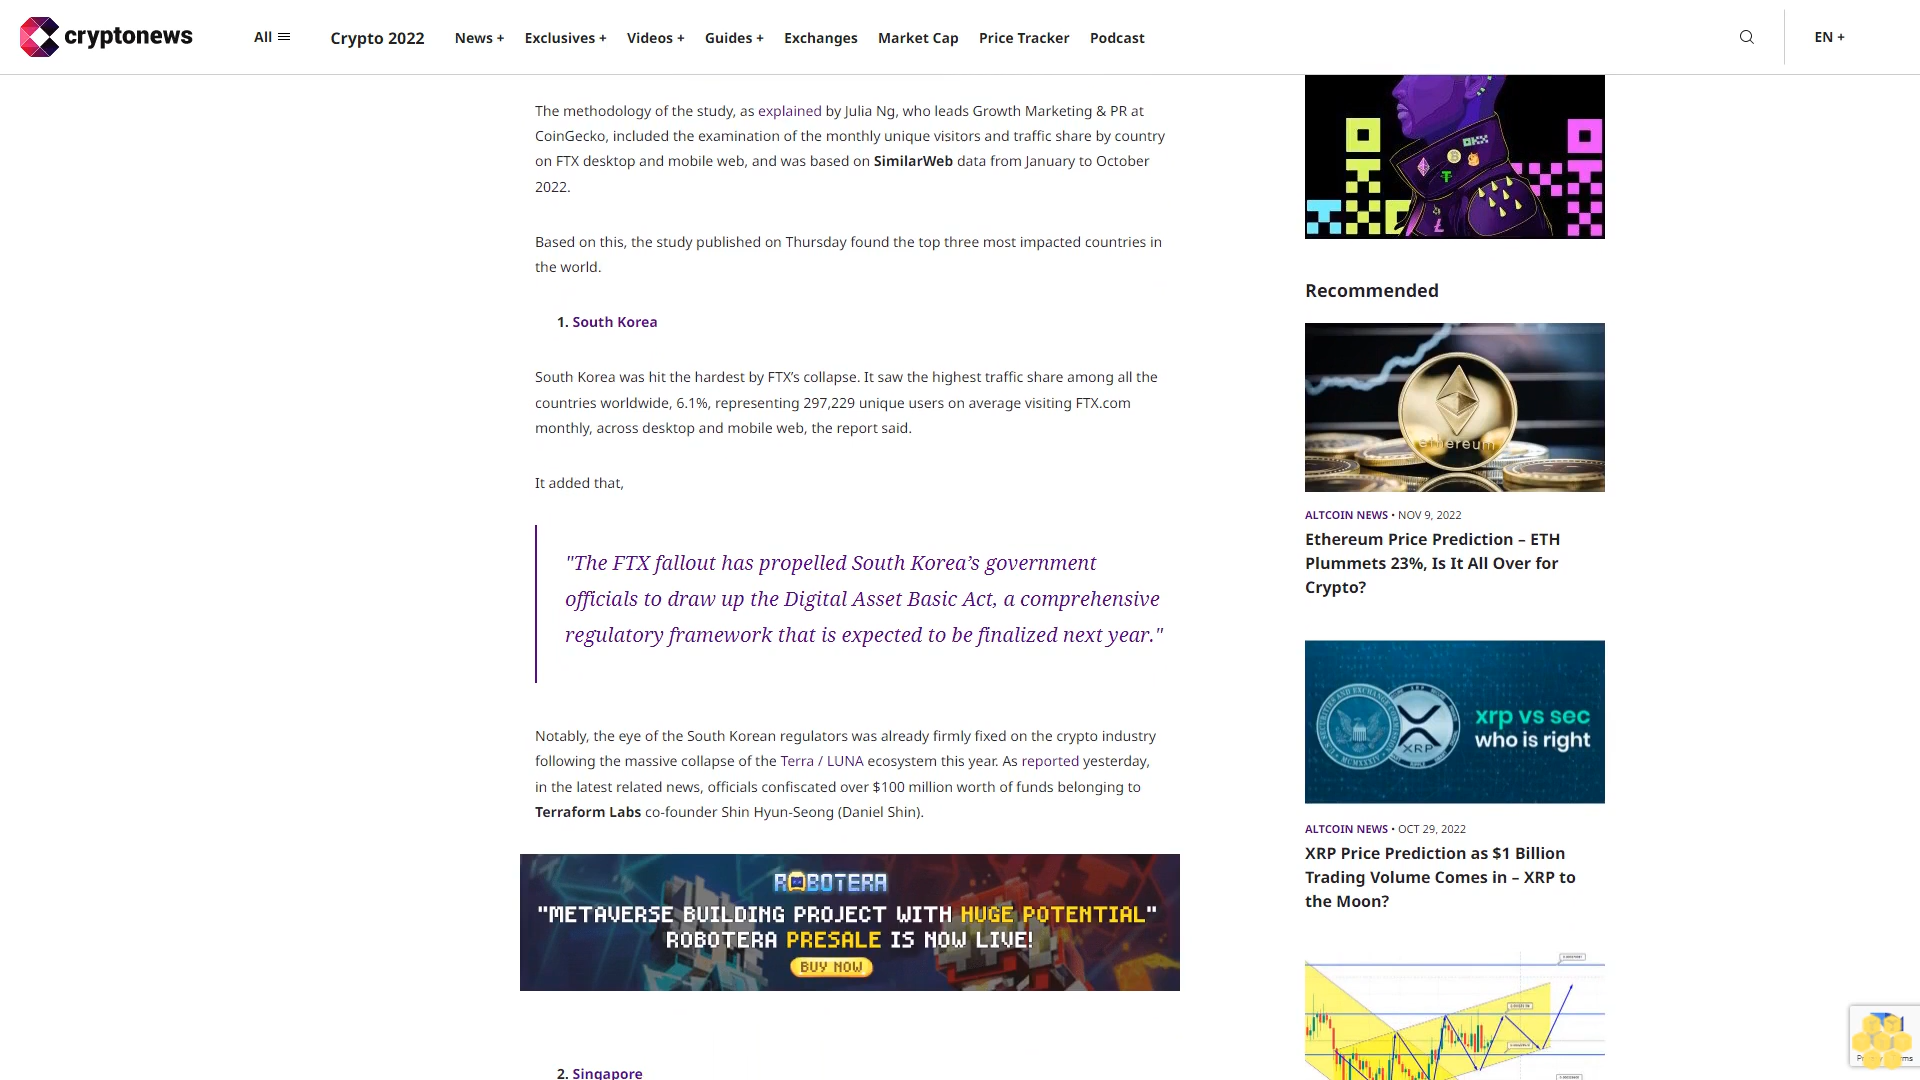 cryptonews
All
Crypto 2022
News +
Exclusives +
Videos +
Guides +
Exchanges
Market Cap
Price Tracker
Podcast
EN +
The methodology of the study, as explained by Julia Ng, who leads Growth Marketing & PR at
CoinGecko, included the examination of the monthly unique visitors and traffic share by country
on FTX desktop and mobile web, and was based on SimilarWeb data from January to October
2022.
Based on this, the study published on Thursday found the top three most impacted countries in
the world.
1. South Korea
South Korea was hit the hardest by FTX’s collapse. It saw the highest traffic share among all the
countries worldwide, 6.1%, representing 297,229 unique users on average visiting FTX.com
monthly, across desktop and mobile web, the report said.
It added that,
"The FTX fallout has propelled South Korea’s government
officials to draw up the Digital Asset Basic Act, a comprehensive
regulatory framework that is expected to be finalized next year."
Notably, the eye of the South Korean regulators was already firmly fixed on the crypto industry
following the massive collapse of the Terra / LUNA ecosystem this year. As reported yesterday,
in the latest related news, officials confiscated over $100 million worth of funds belonging to
Terraform Labs co-founder Shin Hyun-Seong (Daniel Shin).
ROBOTERA
"METAVERSE BUILDING PROJECT WITH HUGE POTENTIAL"
ROBOTERA PRESALE IS NOW LIVE!
BUY NOW
2. Singapore
Recommended
ethereum
ALTCOIN NEWS • NOV 9, 2022
Ethereum Price Prediction – ETH
Plummets 23%, Is It All Over for
Crypto?
XRP
xrp vs sec
who is right
ALTCOIN NEWS • OCT 29, 2022
XRP Price Prediction as $1 Billion
Trading Volume Comes in – XRP to
the Moon?